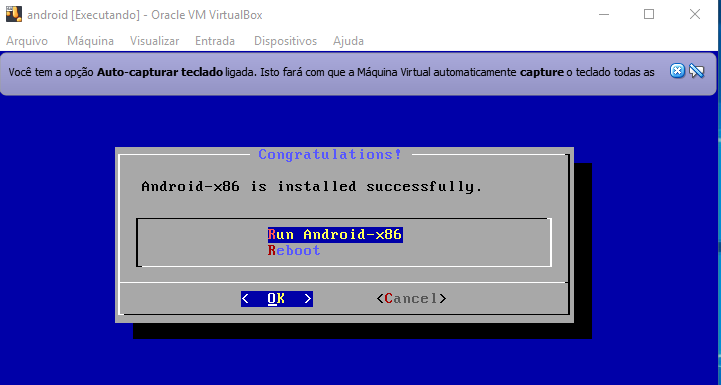 android [Executando] - Oracle VM VirtualBox
Arquivo Máquina Visualizar Entrada Dispositivos Ajuda
Você tem a opção Auto-capturar teclado ligada. Isto fará com que a Máquina Virtual automaticamente capture o teclado todas as
Congratulations!
Android-x86 is installed successfully.
Run Android-x86
Reboot
< OK > <Cancel>